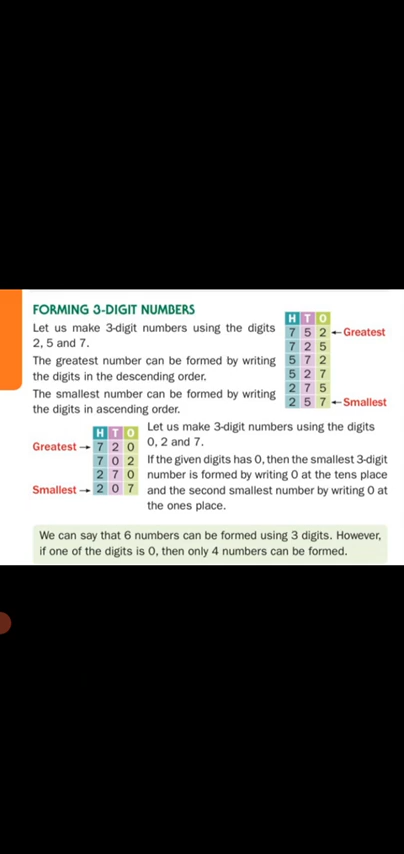 FORMING 3-DIGIT NUMBERS
Let us make 3-digit numbers using the digits
2, 5 and 7.
The greatest number can be formed by writing
the digits in the descending order.
The smallest number can be formed by writing
the digits in ascending order.
H T O
7 5 2 ←Greatest
7 2 5
5 7 2
5 2 7
2 7 5
2 5 7 ←Smallest
H T O
Greatest → 7 2 0
7 0 2
2 7 0
Smallest → 2 0 7
Let us make 3-digit numbers using the digits
0, 2 and 7.
If the given digits has 0, then the smallest 3-digit
number is formed by writing 0 at the tens place
and the second smallest number by writing 0 at
the ones place.
We can say that 6 numbers can be formed using 3 digits. However,
if one of the digits is 0, then only 4 numbers can be formed.